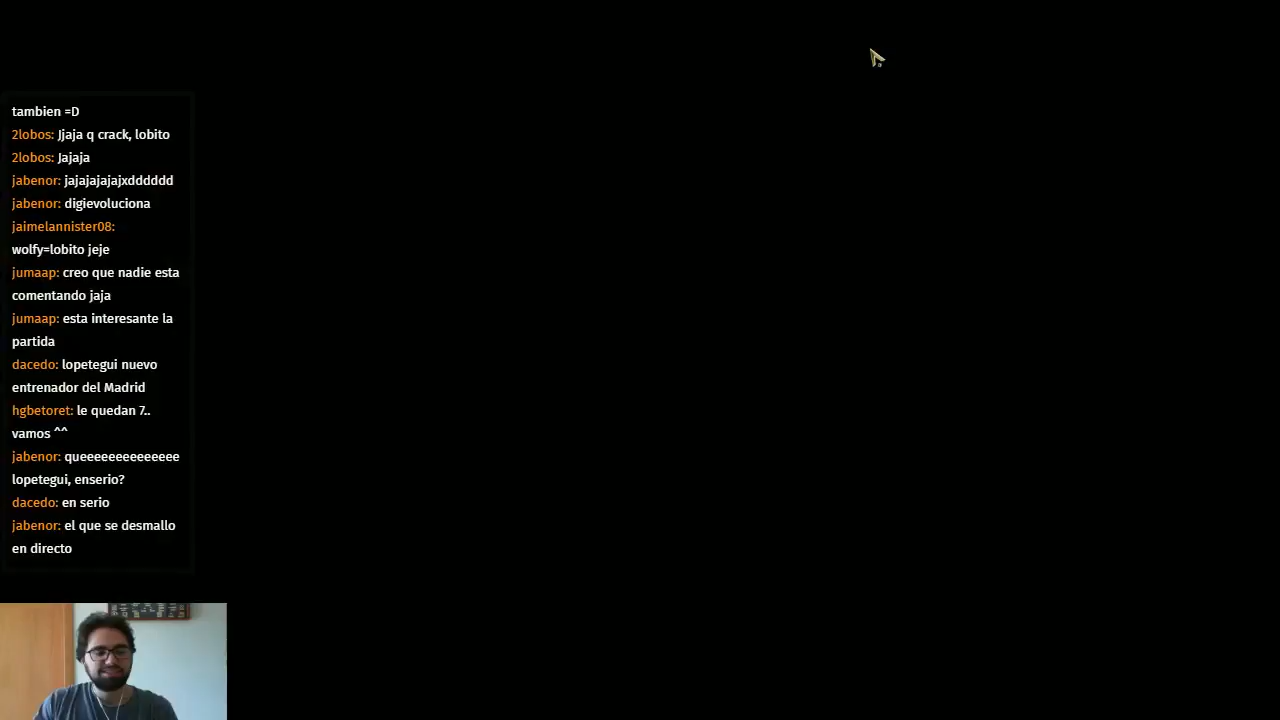 tambien =D
2lobos: Jjaja q crack, lobito
2lobos: Jajaja
jabenor: jajajajajajxdddddd
jabenor: digievoluciona
jaimelannister08:
wolfy=lobito jeje
jumaap: creo que nadie esta
comentando jaja
jumaap: esta interesante la
partida
dacedo: lopetegui nuevo
entrenador del Madrid
hgbetoret: le quedan 7..
vamos ^^
jabenor: queeeeeeeeeeeeee
lopetegui, enserio?
dacedo: en serio
jabenor: el que se desmallo
en directo